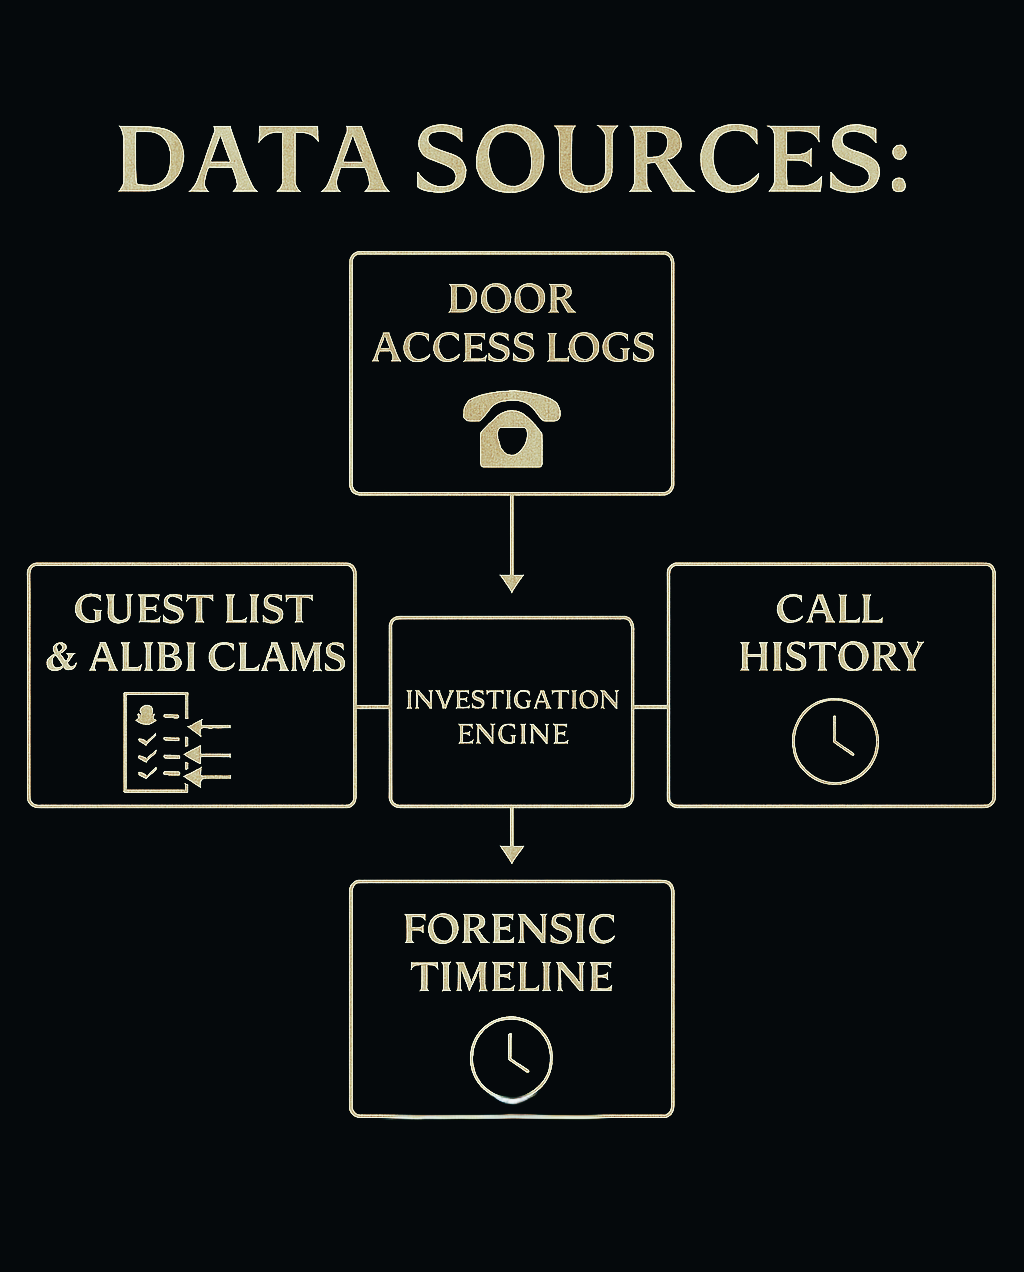 DATA SOURCES:
DOOR
ACCESS LOGS
GUEST LIST
& ALIBI CLAMS
INVESTIGATION
ENGINE
CALL
HISTORY
FORENSIC
TIMELINE